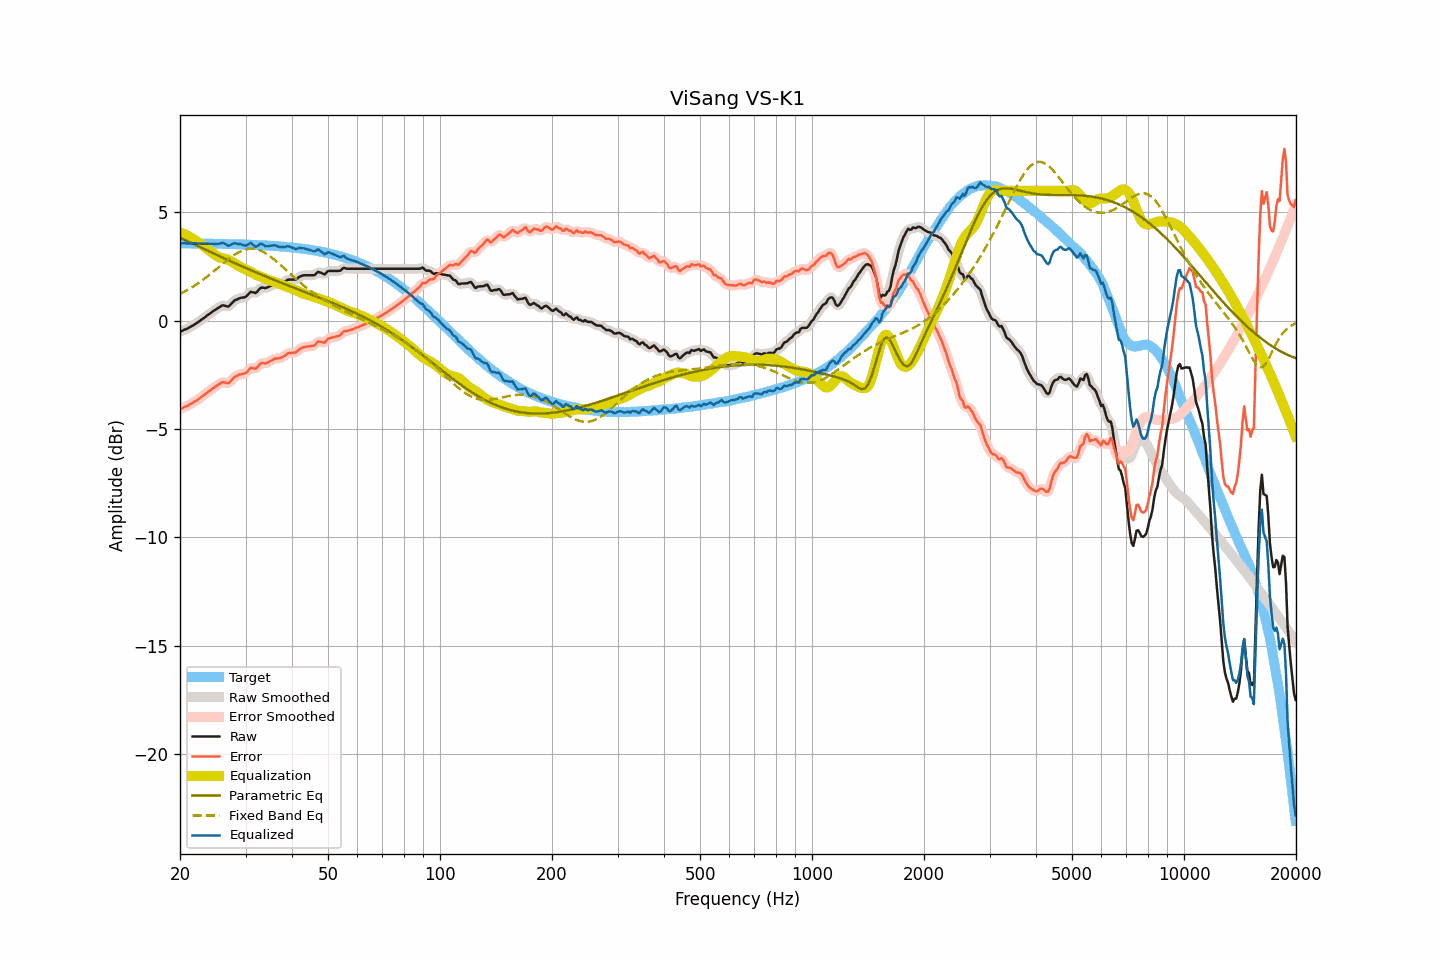 ViSang VS-K1
Amplitude (dBr)
5
0
−5
−10
−15
−20
Target
Raw Smoothed
Error Smoothed
Raw
Error
Equalization
Parametric Eq
Fixed Band Eq
Equalized
20 50 100 200 500 1000 2000 5000 10000 20000
Frequency (Hz)